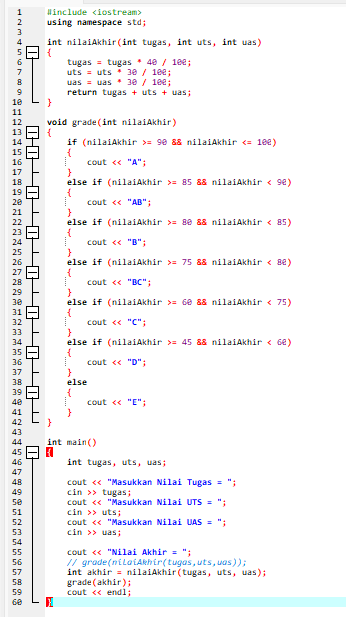 1 #include <iostream>
2 using namespace std;
3
4 int nilaiAkhir(int tugas, int uts, int uas)
5 {
6 tugas = tugas * 40 / 100;
7 uts = uts * 30 / 100;
8 uas = uas * 30 / 100;
9 return tugas + uts + uas;
10 }
11
12 void grade(int nilaiAkhir)
13 {
14 if (nilaiAkhir >= 90 && nilaiAkhir <= 100)
15 {
16 cout << "A";
17 }
18 else if (nilaiAkhir >= 85 && nilaiAkhir < 90)
19 {
20 cout << "AB";
21 }
22 else if (nilaiAkhir >= 80 && nilaiAkhir < 85)
23 {
24 cout << "B";
25 }
26 else if (nilaiAkhir >= 75 && nilaiAkhir < 80)
27 {
28 cout << "BC";
29 }
30 else if (nilaiAkhir >= 60 && nilaiAkhir < 75)
31 {
32 cout << "C";
33 }
34 else if (nilaiAkhir >= 45 && nilaiAkhir < 60)
35 {
36 cout << "D";
37 }
38 else
39 {
40 cout << "E";
41 }
42 }
43
44 int main()
45 {
46 int tugas, uts, uas;
47
48 cout << "Masukkan Nilai Tugas = ";
49 cin >> tugas;
50 cout << "Masukkan Nilai UTS = ";
51 cin >> uts;
52 cout << "Masukkan Nilai UAS = ";
53 cin >> uas;
54
55 cout << "Nilai Akhir = ";
56 // grade(nilaiAkhir(tugas,uts,uas));
57 int akhir = nilaiAkhir(tugas, uts, uas);
58 grade(akhir);
59 cout << endl;
60 }